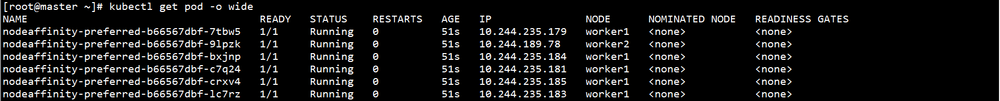 [root@master ~]# kubectl get pod -o wide
NAME                                     READY   STATUS    RESTARTS   AGE   IP               NODE      NOMINATED NODE   READINESS GATES
nodeaffinity-preferred-b66567dbf-7tbw5   1/1     Running   0          51s   10.244.235.179   worker1   <none>           <none>
nodeaffinity-preferred-b66567dbf-9lpzk   1/1     Running   0          51s   10.244.189.78    worker2   <none>           <none>
nodeaffinity-preferred-b66567dbf-bxjnp   1/1     Running   0          51s   10.244.235.184   worker1   <none>           <none>
nodeaffinity-preferred-b66567dbf-c7q24   1/1     Running   0          51s   10.244.235.181   worker1   <none>           <none>
nodeaffinity-preferred-b66567dbf-crxv4   1/1     Running   0          51s   10.244.235.185   worker1   <none>           <none>
nodeaffinity-preferred-b66567dbf-lc7rz   1/1     Running   0          51s   10.244.235.183   worker1   <none>           <none>